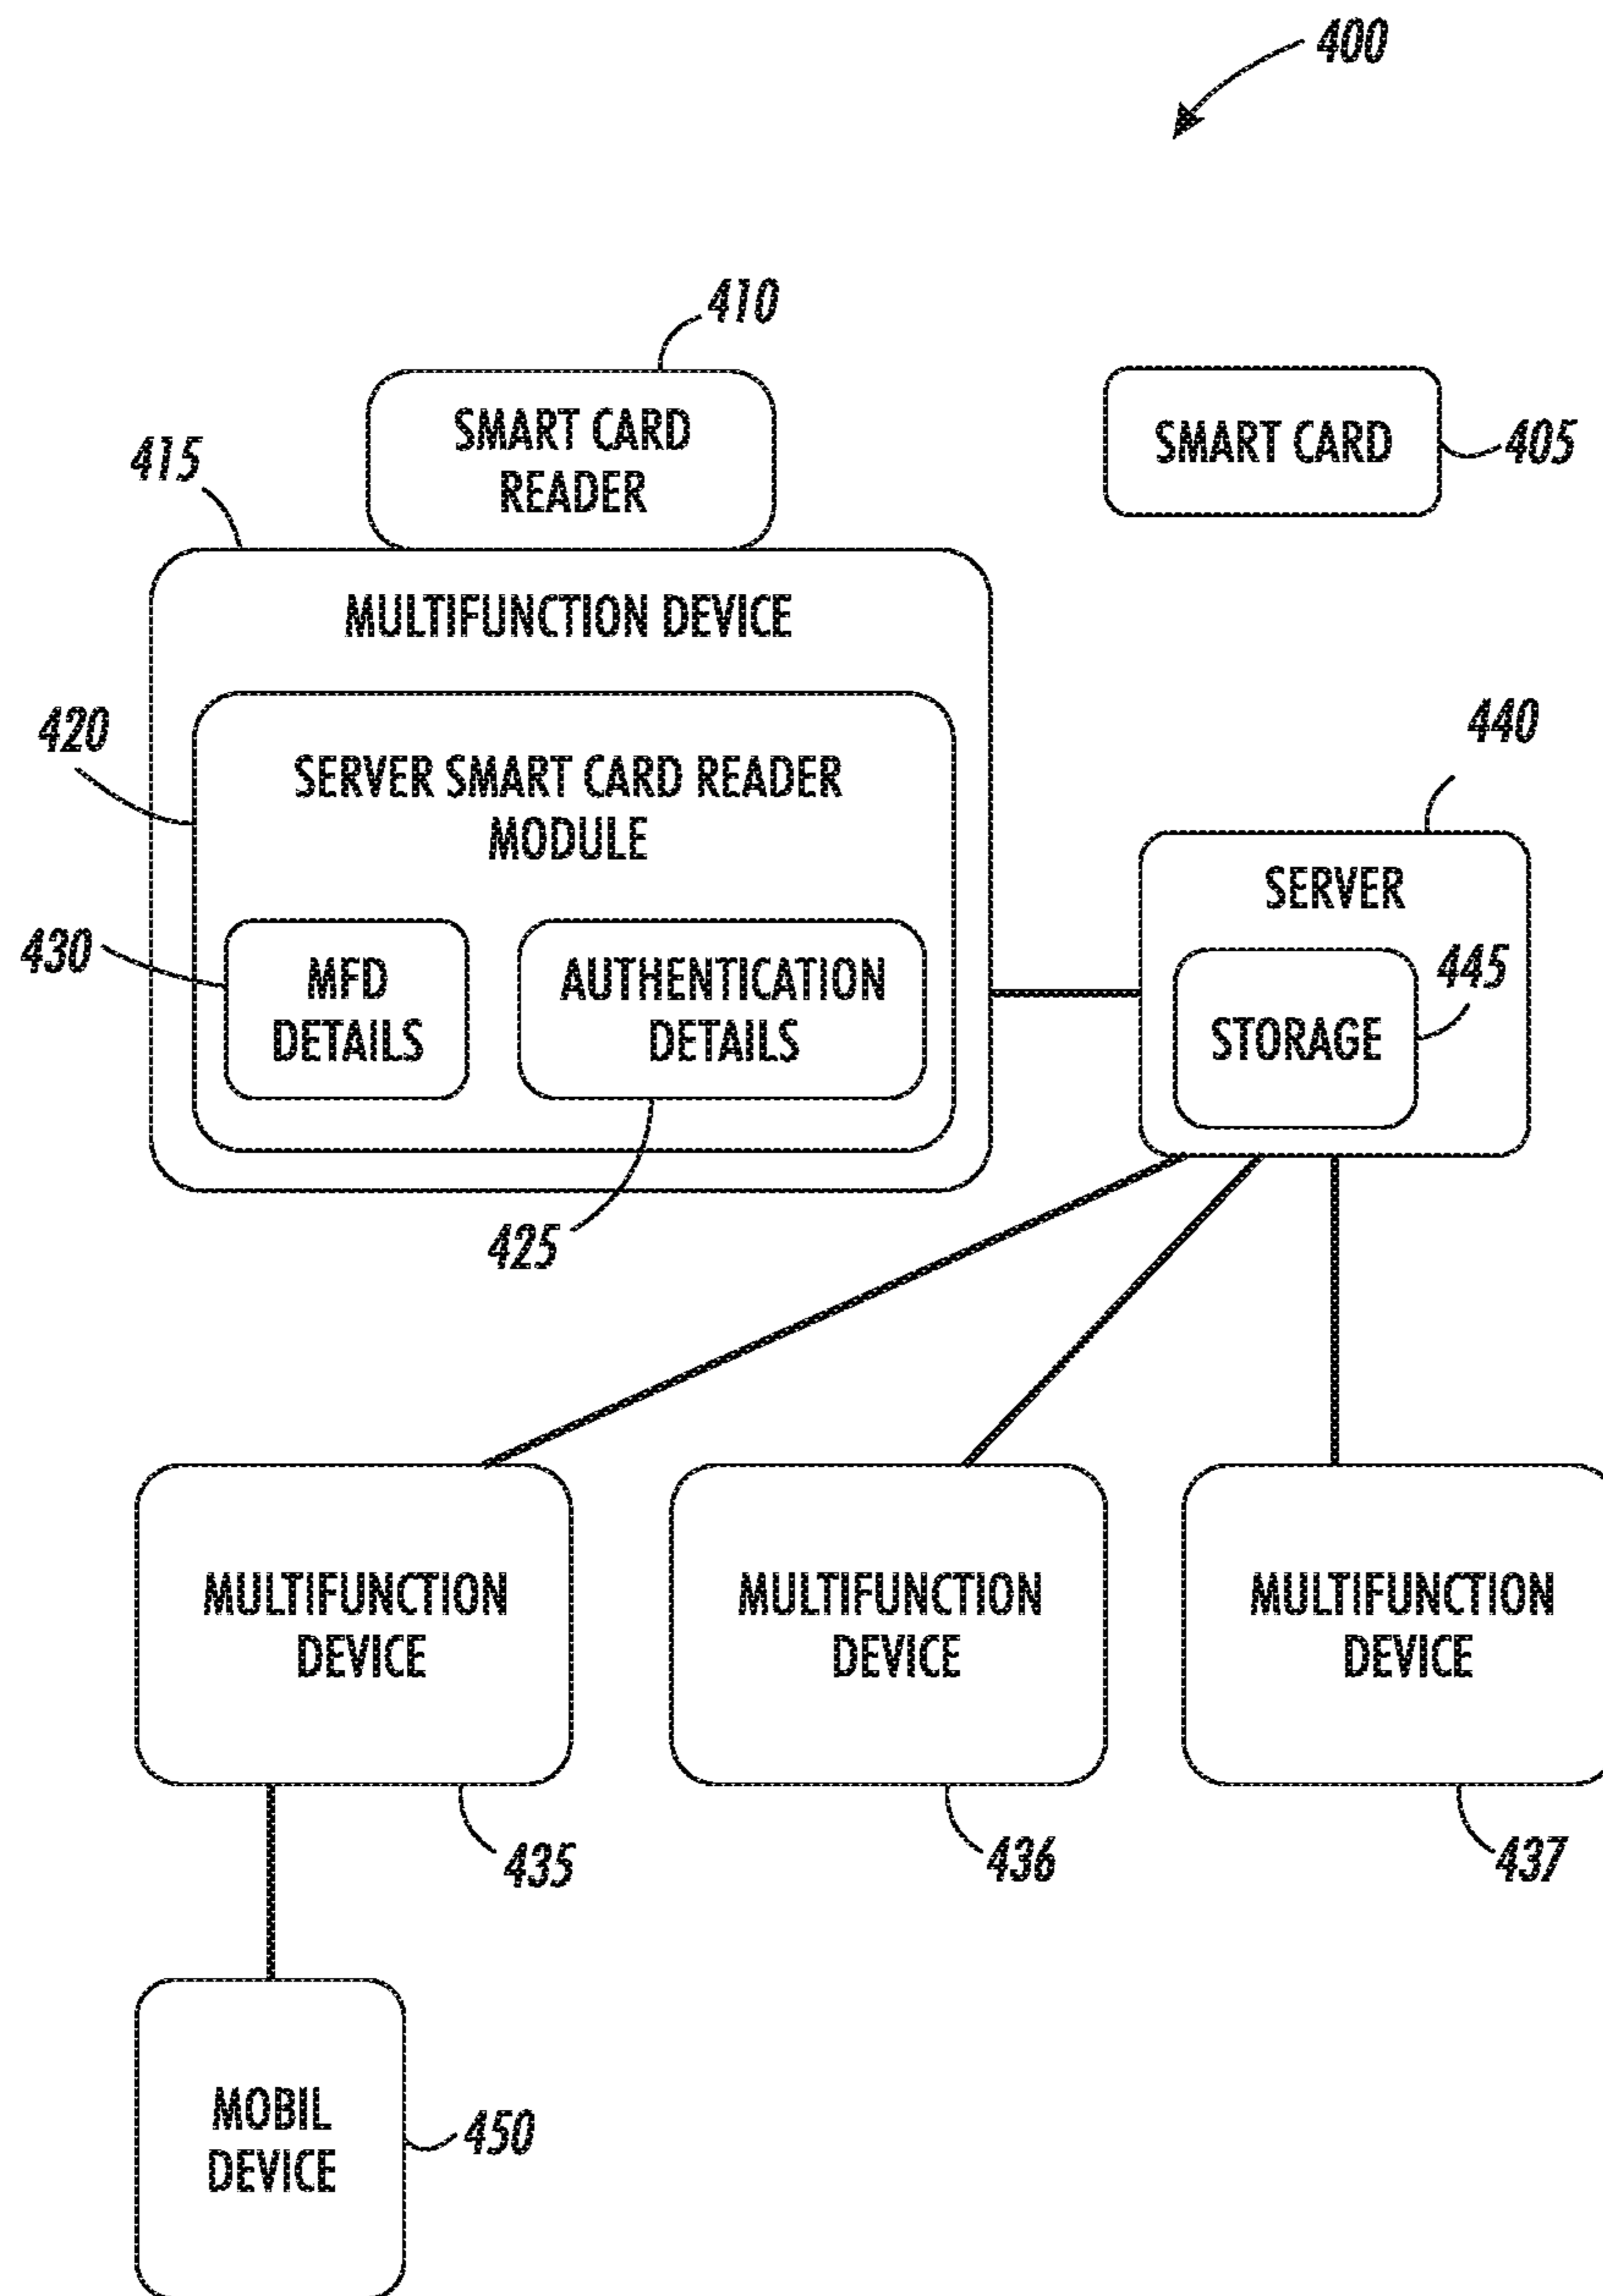 400
410
SMART CARD
READER
SMART CARD
405
415
MULTIFUNCTION DEVICE
420
SERVER SMART CARD READER
MODULE
440
SERVER
430
MFD
DETAILS
AUTHENTICATION
DETAILS
445
STORAGE
425
MULTIFUNCTION
DEVICE
MULTIFUNCTION
DEVICE
MULTIFUNCTION
DEVICE
435
436
437
MOBIL
DEVICE
450